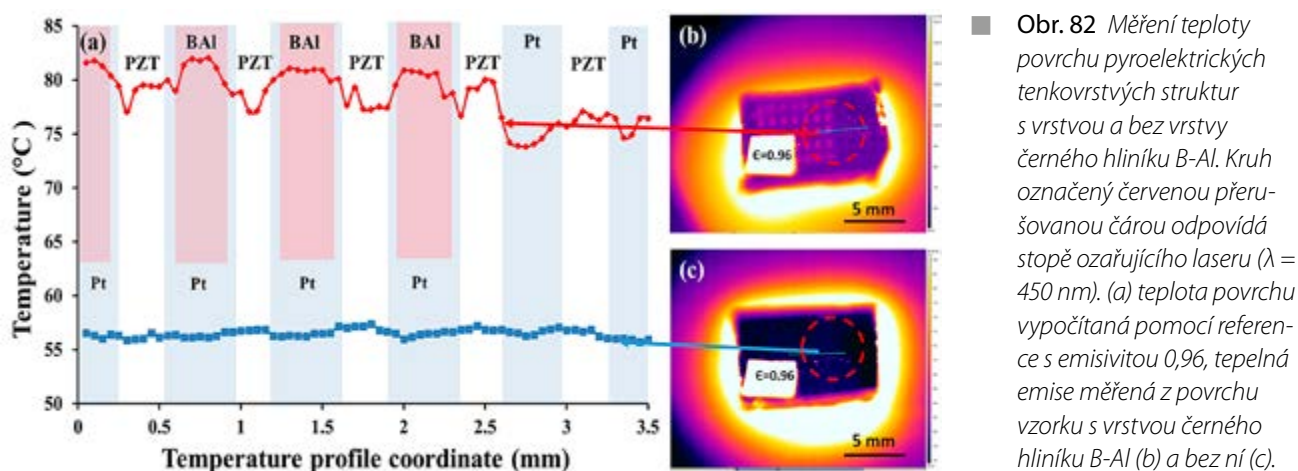 85
80
75
70
65
60
55
50
Temperature (°C)
(a)
BAl
BAl
BAl
Pt
Pt
PZT
PZT
PZT
PZT
PZT
Pt
Pt
Pt
Pt
0
0.5
1
1.5
2
2.5
3
3.5
Temperature profile coordinate (mm)
(b)
Є=0.96
5 mm
(c)
Є=0.96
5 mm
Obr. 82 Měření teploty
povrchu pyroelektrických
tenkovrstvých struktur
s vrstvou a bez vrstvy
černého hliníku B-Al. Kruh
označený červenou přeru-
šovanou čárou odpovídá
stopě ozařujícího laseru (λ =
450 nm). (a) teplota povrchu
vypočítaná pomocí referen-
ce s emisivitou 0,96, tepelná
emise měřená z povrchu
vzorku s vrstvou černého
hliníku B-Al (b) a bez ní (c).